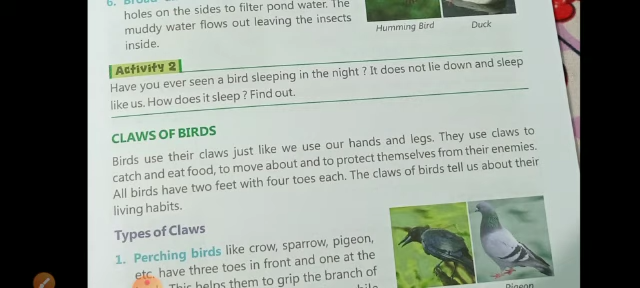 6. Broad
holes on the sides to filter pond water. The
muddy water flows out leaving the insects
inside.
Humming Bird
Duck
Activity 2
Have you ever seen a bird sleeping in the night ? It does not lie down and sleep
like us. How does it sleep ? Find out.
CLAWS OF BIRDS
Birds use their claws just like we use our hands and legs. They use claws to
catch and eat food, to move about and to protect themselves from their enemies.
All birds have two feet with four toes each. The claws of birds tell us about their
living habits.
Types of Claws
1. Perching birds like crow, sparrow, pigeon,
etc. have three toes in front and one at the
This helps them to grip the branch of
Pigeon